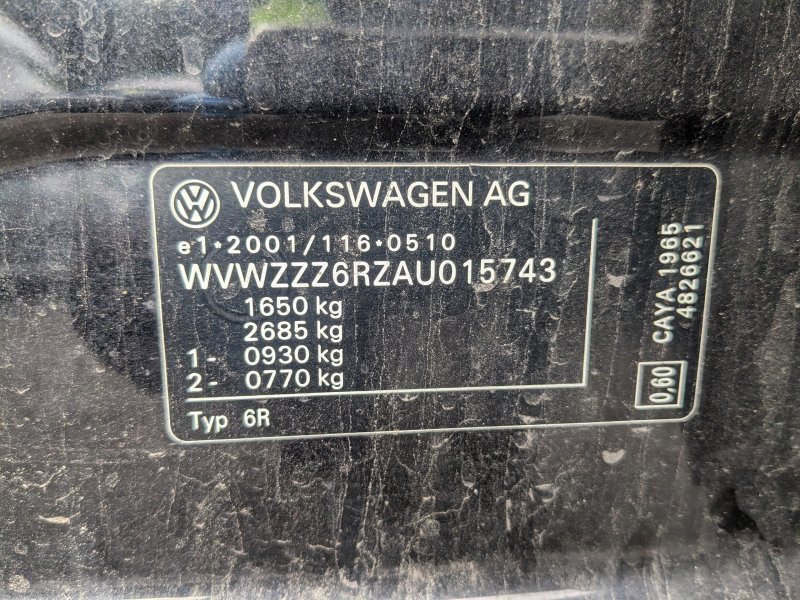 VOLKSWAGEN AG
e1*2001/116*0510
WVWZZZ6RZAU015743
1650 kg
2685 kg
1- 0930 kg
2- 0770 kg
Typ 6R
CAYA 1965
4826621
0,60